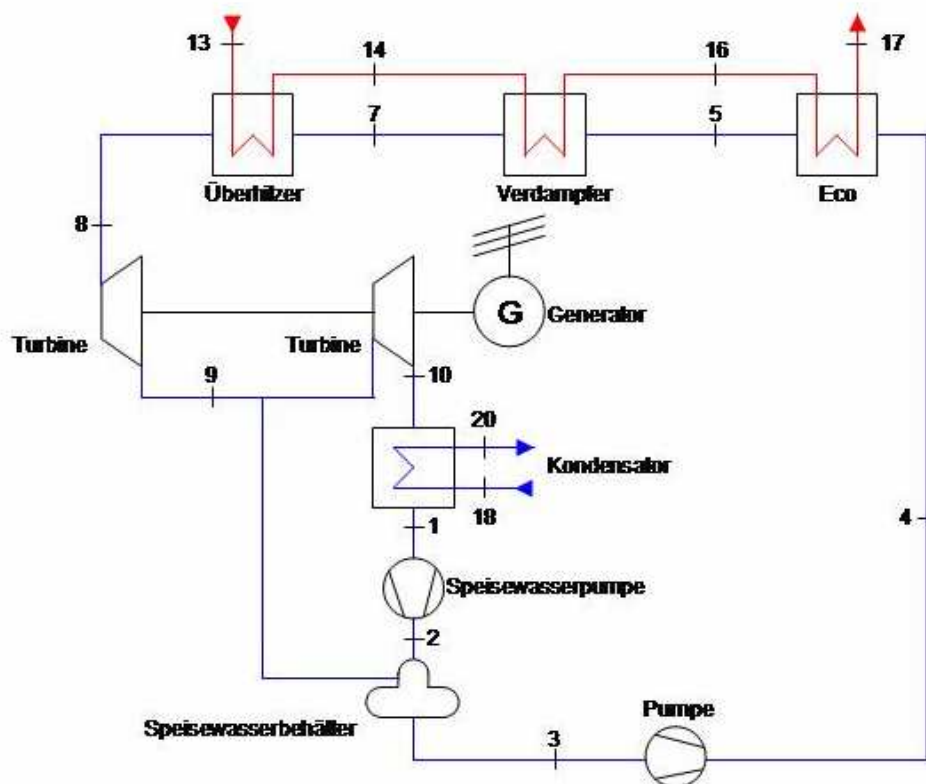 13 14 16 17
7 5
Überhitzer Verdampfer Eco
8
G Generator
Turbine Turbine
9 10
20
Kondensator
18
1 4
Speisewasserpumpe
2
Speisewasserbehälter Pumpe
3